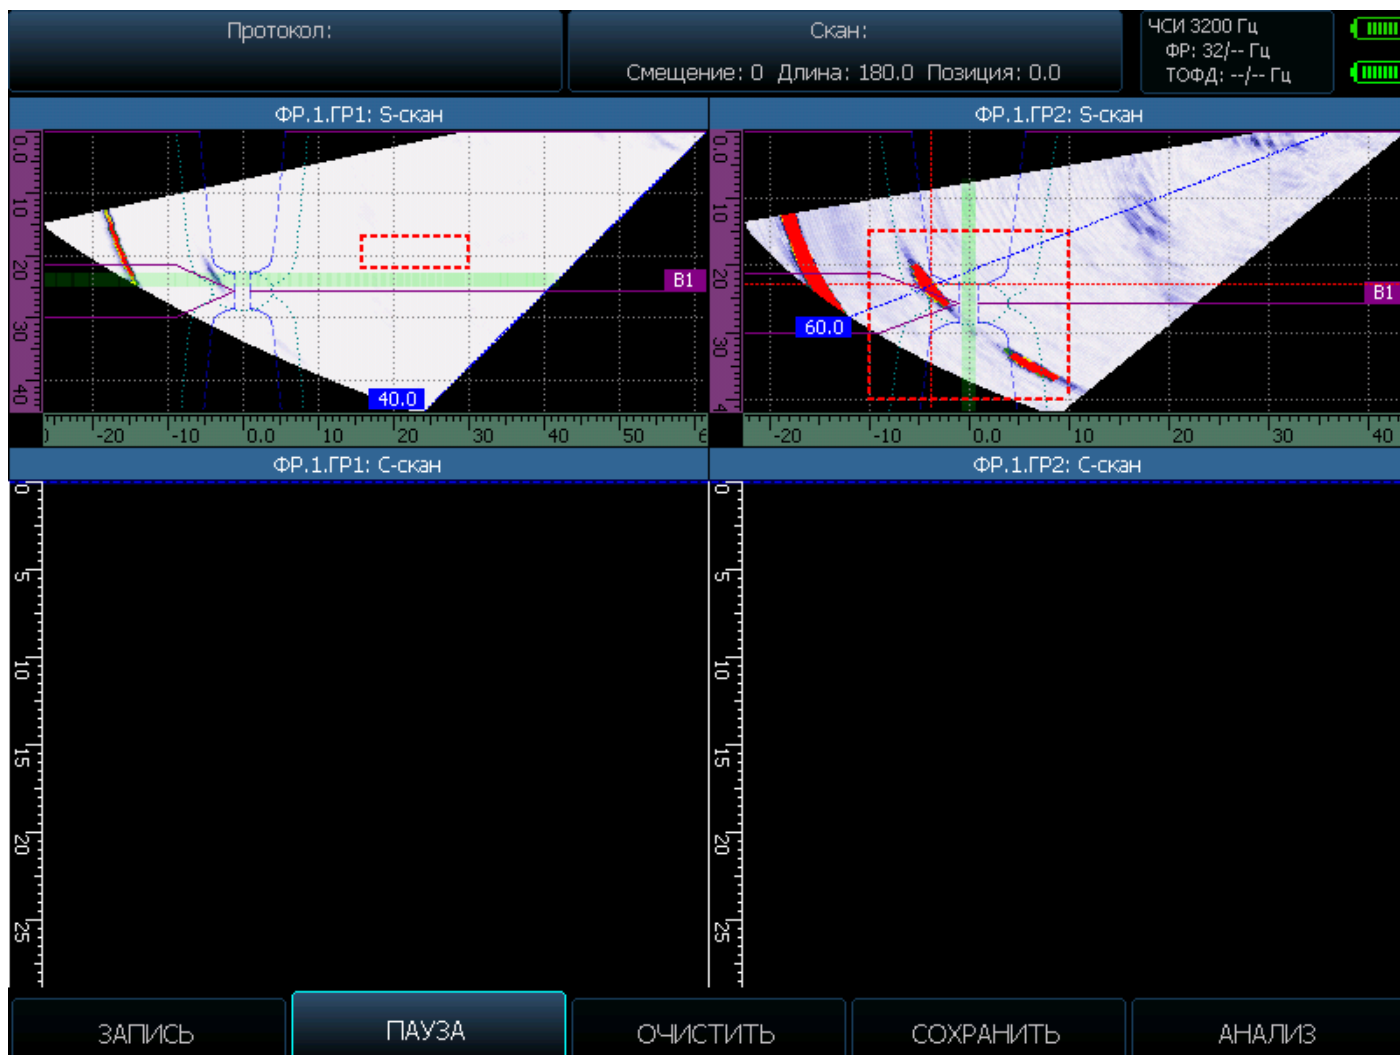 Протокол:
Скан:
Смещение: 0 Длина: 180.0 Позиция: 0.0
ЧСИ 3200 Гц
ФР: 32/-- Гц
ТОФД: --/-- Гц
ФР.1.ГР1: S-скан
ФР.1.ГР2: S-скан
0.0
10
20
30
40
B1
40.0
-20
-10
0.0
10
20
30
40
50
0.0
10
20
30
B1
60.0
-20
-10
0.0
10
20
30
40
ФР.1.ГР1: C-скан
ФР.1.ГР2: C-скан
0
5
10
15
20
25
0
5
10
15
20
25
ЗАПИСЬ
ПАУЗА
ОЧИСТИТЬ
СОХРАНИТЬ
АНАЛИЗ